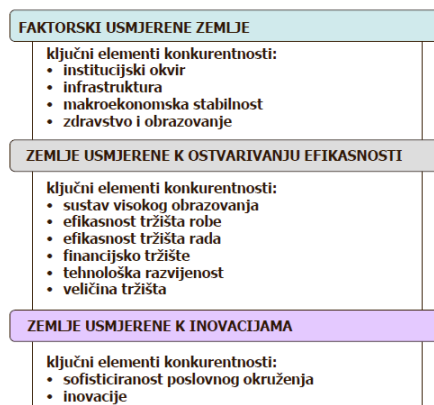 FAKTORSKI USMJERENE ZEMLJE
ključni elementi konkurentnosti:
• institucijski okvir
• infrastruktura
• makroekonomska stabilnost
• zdravstvo i obrazovanje
ZEMLJE USMJERENE K OSTVARIVANJU EFIKASNOSTI
ključni elementi konkurentnosti:
• sustav visokog obrazovanja
• efikasnost tržišta robe
• efikasnost tržišta rada
• financijsko tržište
• tehnološka razvijenost
• veličina tržišta
ZEMLJE USMJERENE K INOVACIJAMA
ključni elementi konkurentnosti:
• sofisticiranost poslovnog okruženja
• inovacije